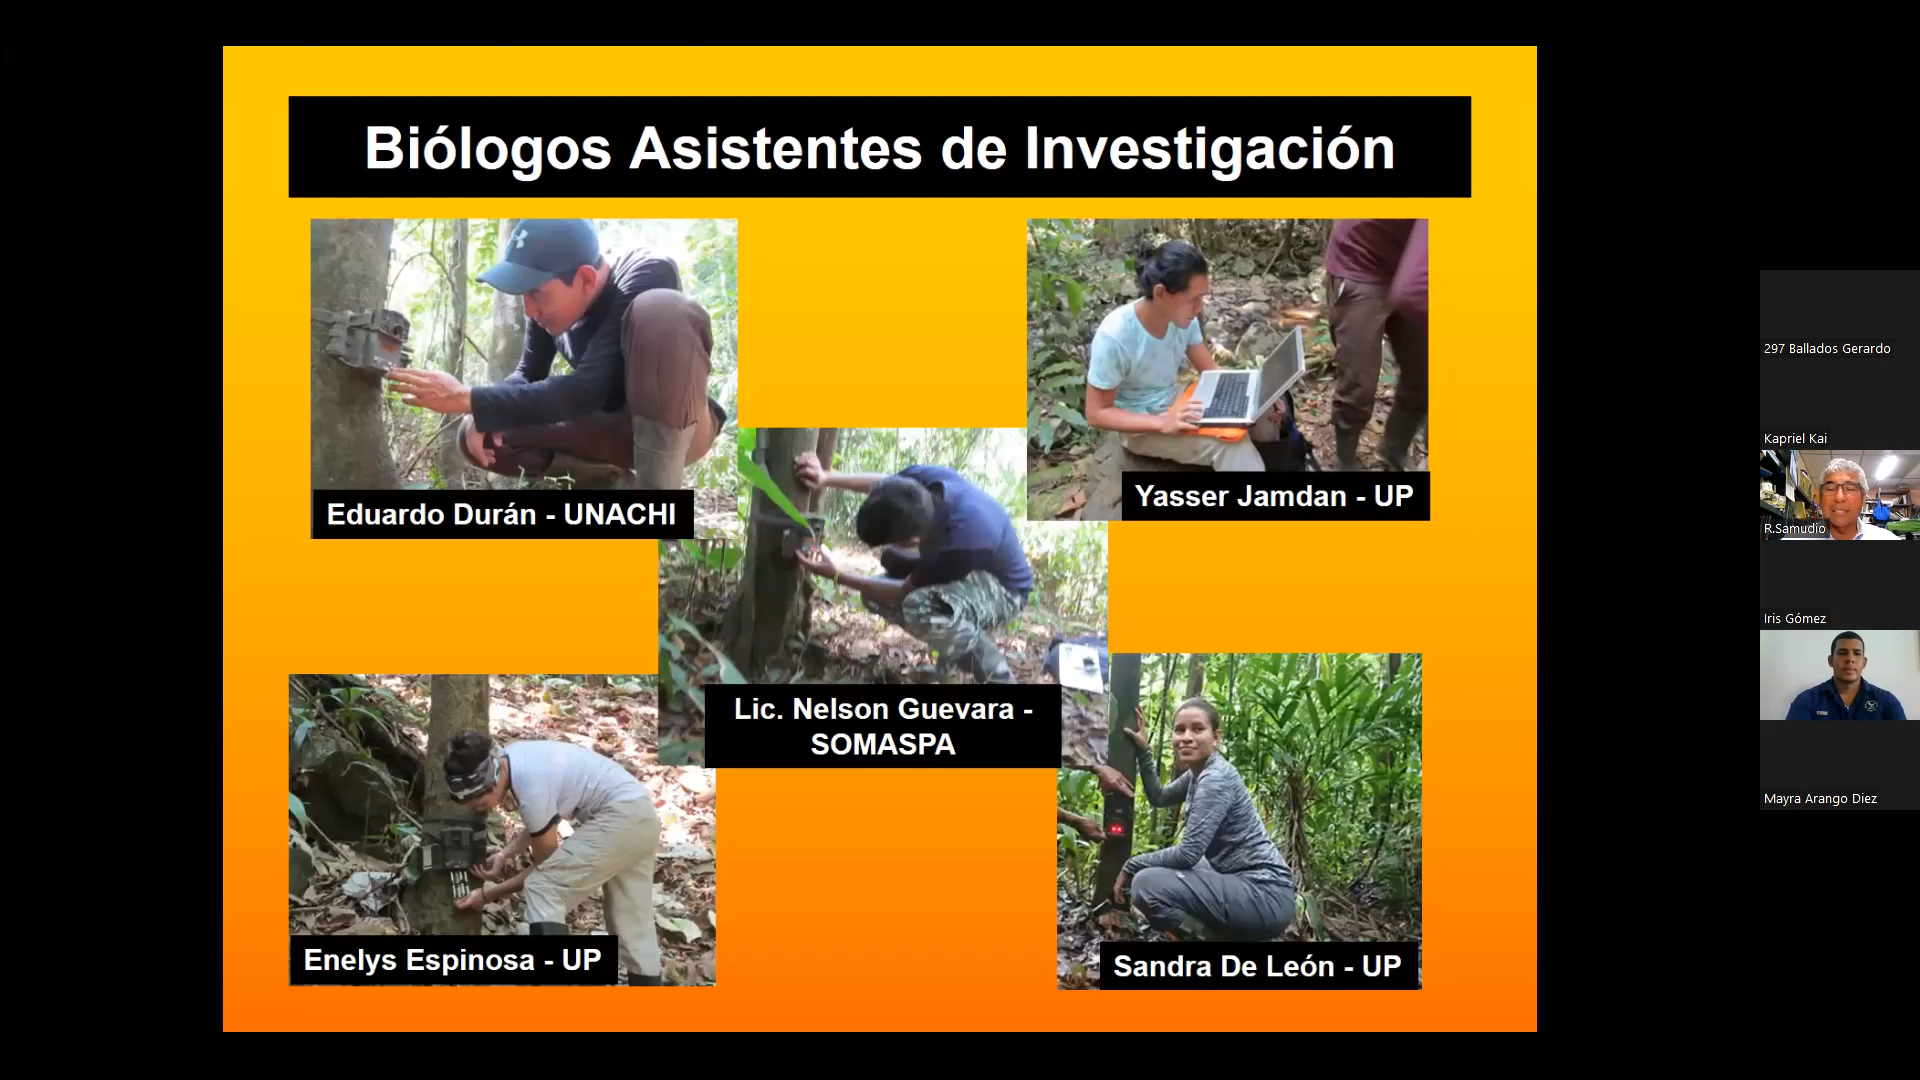 Biólogos Asistentes de Investigación
Eduardo Durán - UNACHI
Yasser Jamdan - UP
Lic. Nelson Guevara -
SOMASPA
Enelys Espinosa - UP
Sandra De León - UP
297 Ballados Gerardo
Kapriel Kai
R.Samudio
Iris Gómez
Mayra Arango Diez